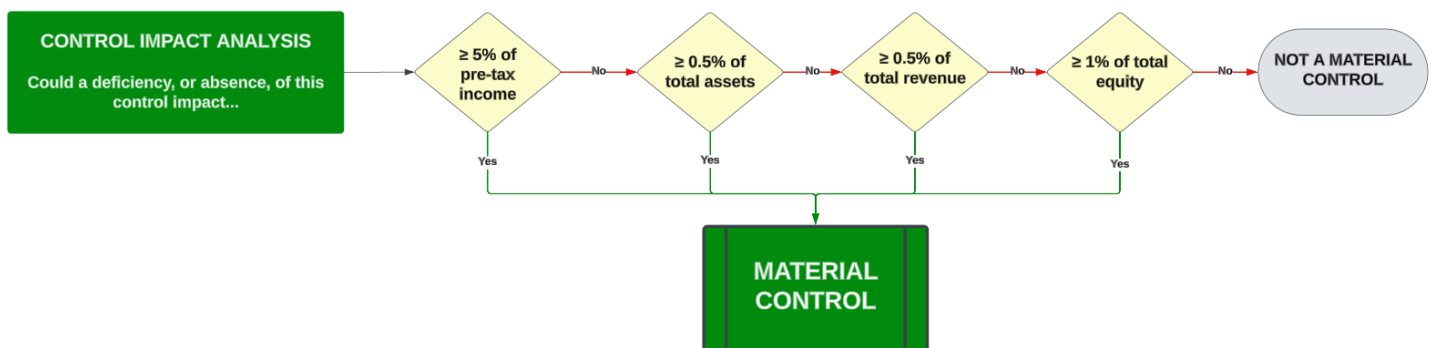 CONTROL IMPACT ANALYSIS
Could a deficiency, or absence, of this
control impact...
≥ 5% of
pre-tax
income
No
≥ 0.5% of
total assets
No
≥ 0.5% of
total revenue
No
≥ 1% of total
equity
No
NOT A MATERIAL
CONTROL
Yes
Yes
Yes
Yes
MATERIAL
CONTROL